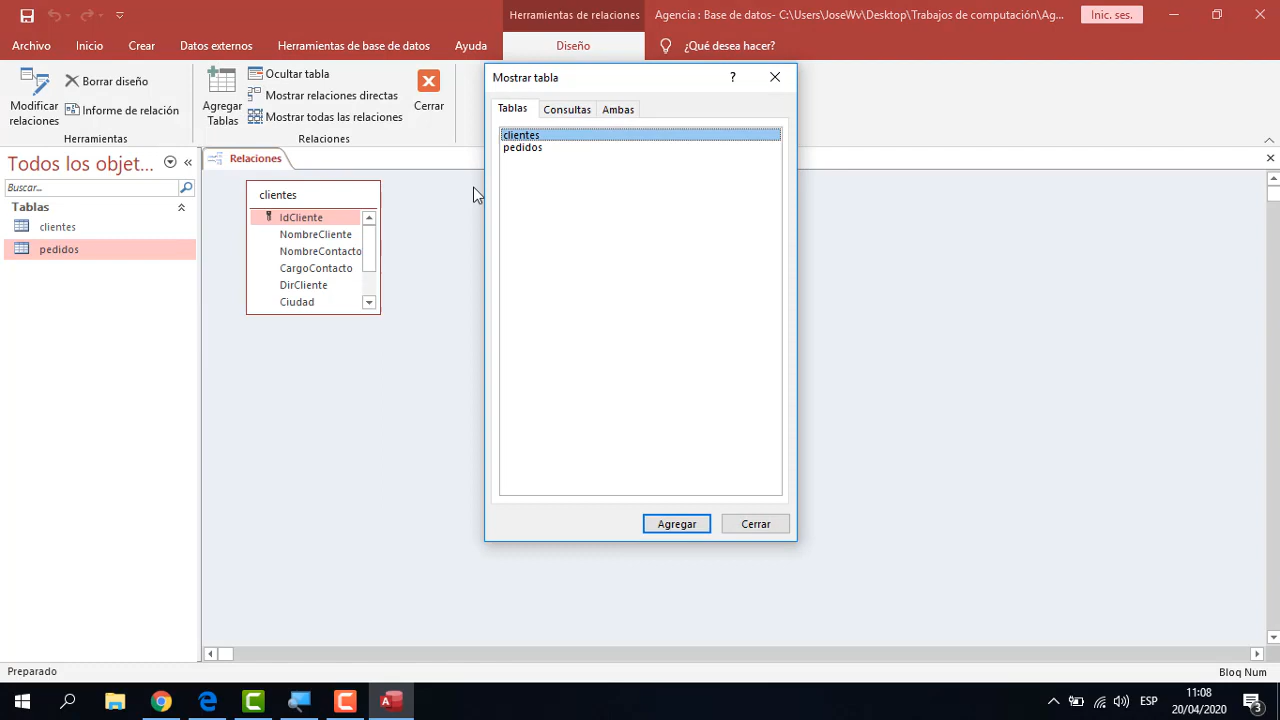 Herramientas de relaciones
Agencia : Base de datos- C:\Users\JoseWv\Desktop\Trabajos de computación\Ag...
Inic. ses.
Archivo
Inicio
Crear
Datos externos
Herramientas de base de datos
Ayuda
Diseño
¿Qué desea hacer?
Modificar relaciones
Borrar diseño
Informe de relación
Herramientas
Agregar Tablas
Ocultar tabla
Mostrar relaciones directas
Mostrar todas las relaciones
Relaciones
Cerrar
Mostrar tabla
?
Tablas
Consultas
Ambas
clientes
pedidos
Agregar
Cerrar
Todos los objet...
Buscar...
Tablas
clientes
pedidos
Relaciones
clientes
IdCliente
NombreCliente
NombreContacto
CargoContacto
DirCliente
Ciudad
Preparado
Bloq Num
ESP
11:08
20/04/2020
3